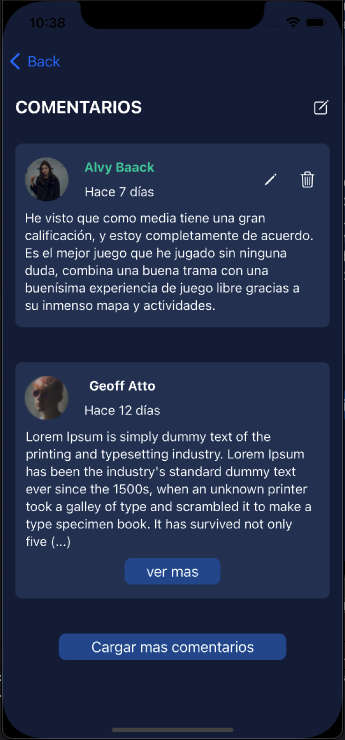 10:38
Back
COMENTARIOS
Alvy Baack
Hace 7 días
He visto que como media tiene una gran
calificación, y estoy completamente de acuerdo.
Es el mejor juego que he jugado sin ninguna
duda, combina una buena trama con una
buenísima experiencia de juego libre gracias a
su inmenso mapa y actividades.
Geoff Atto
Hace 12 días
Lorem Ipsum is simply dummy text of the
printing and typesetting industry. Lorem Ipsum
has been the industry's standard dummy text
ever since the 1500s, when an unknown printer
took a galley of type and scrambled it to make a
type specimen book. It has survived not only
five (...)
ver mas
Cargar mas comentarios